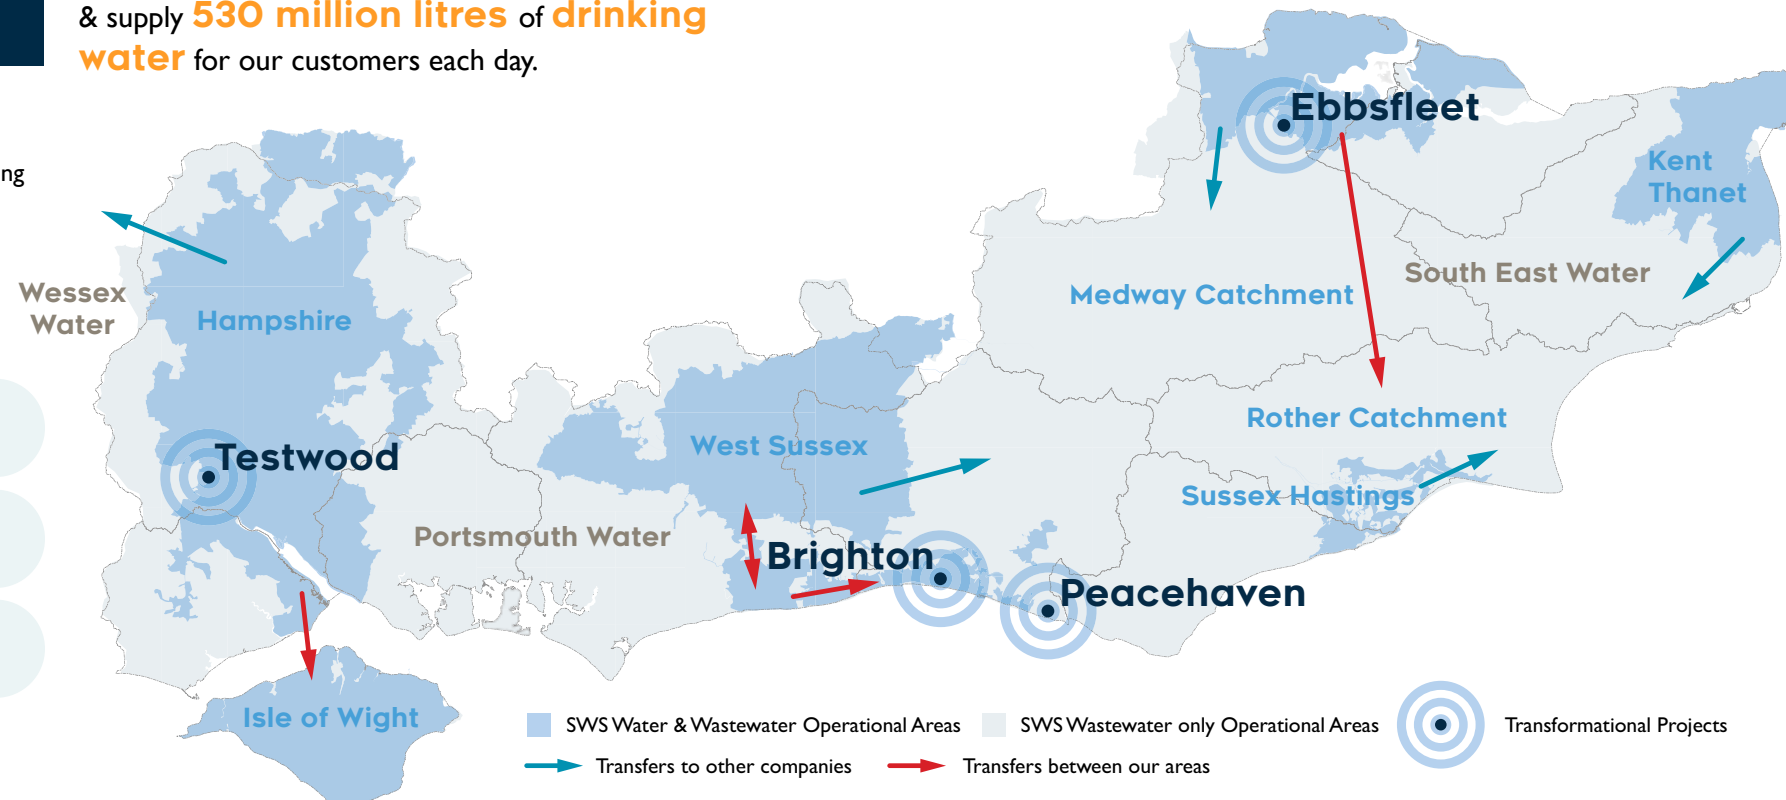 & supply 530 million litres of drinking
water for our customers each day.
ng
Ebbsfleet
Kent
Thanet
South East Water
Medway Catchment
Wessex
Water
Hampshire
Rother Catchment
West Sussex
Testwood
Sussex Hastings
Portsmouth Water
Brighton
Peacehaven
Isle of Wight
SWS Water & Wastewater Operational Areas
SWS Wastewater only Operational Areas
Transformational Projects
Transfers to other companies
Transfers between our areas